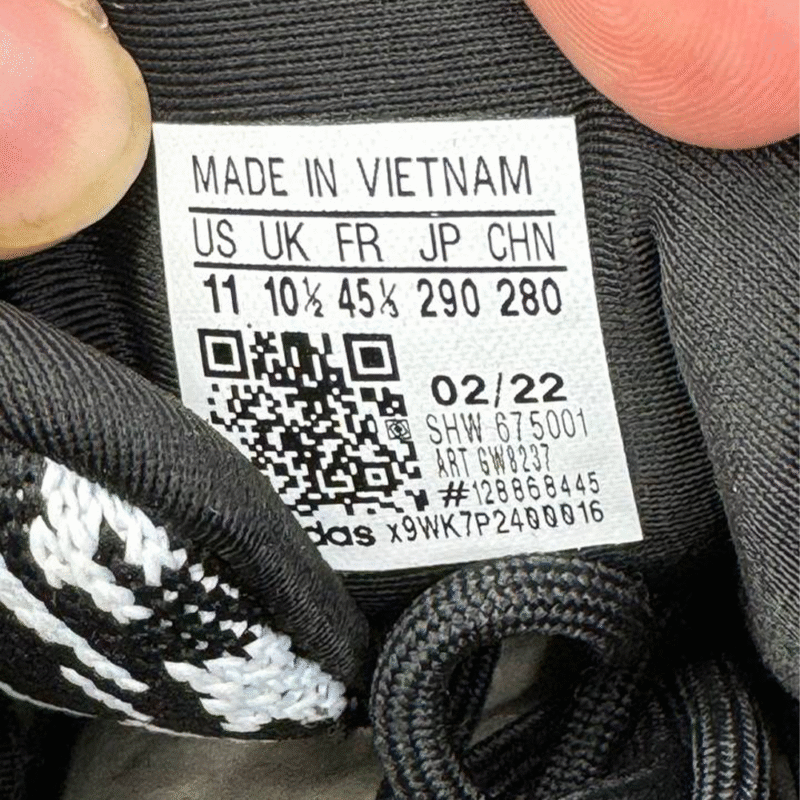 MADE IN VIETNAM
US UK FR JP CHN
11 10½ 45⅓ 290 280
02/22
SHW 675001
ART GW8237
#128868445
das x9WK7P2400016